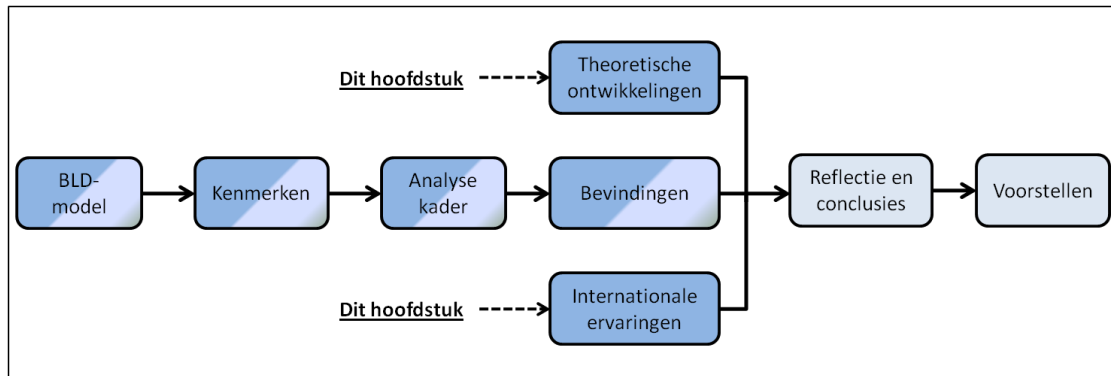 Dit hoofdstuk
Theoretische
ontwikkelingen
BLD-
model
Kenmerken
Analyse
kader
Bevindingen
Reflectie en
conclusies
Voorstellen
Dit hoofdstuk
Internationale
ervaringen